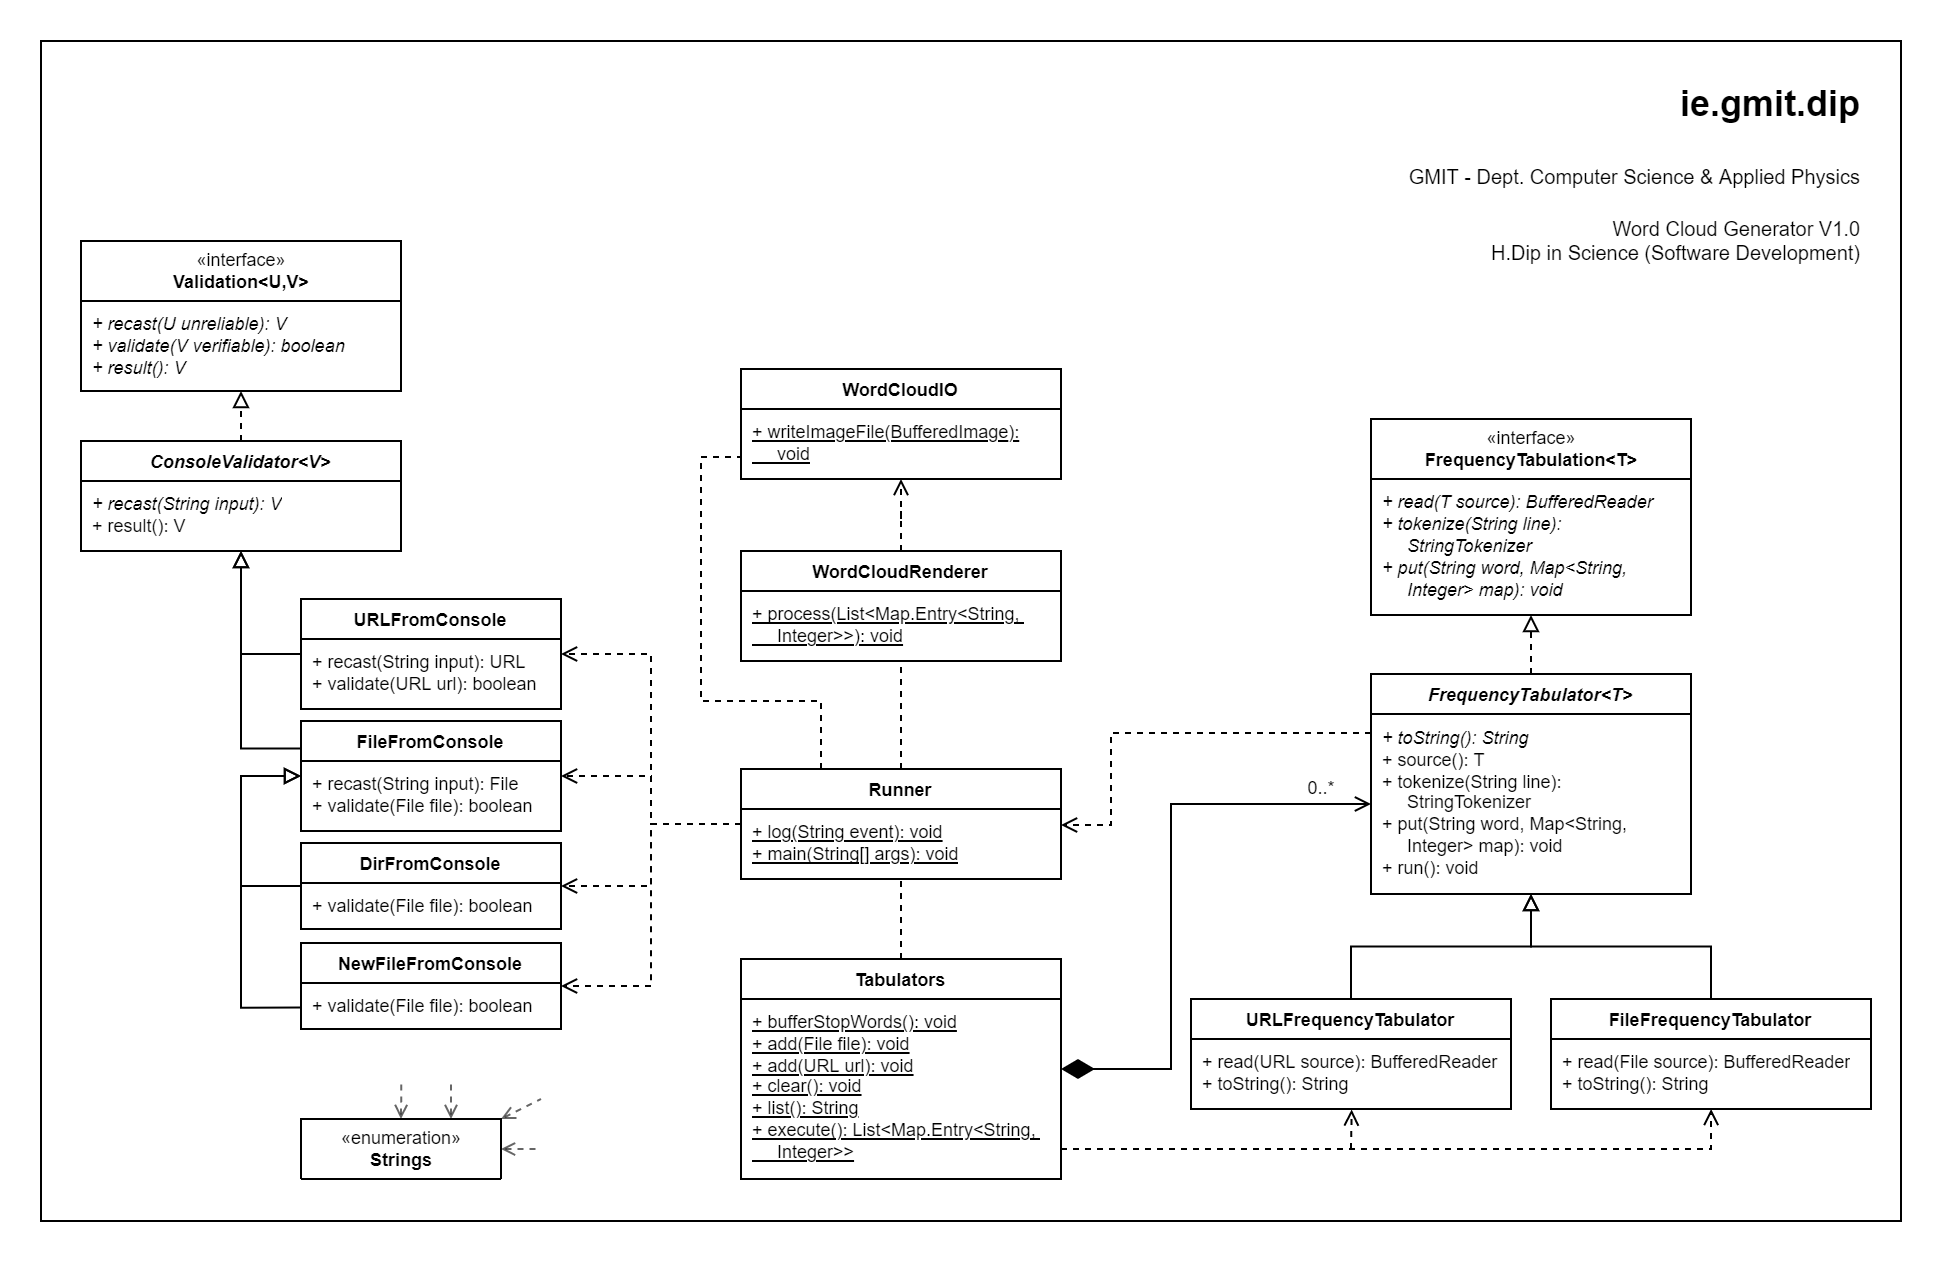 ie.gmit.dip
GMIT - Dept. Computer Science & Applied Physics
Word Cloud Generator V1.0
H.Dip in Science (Software Development)
«interface»
Validation<U,V>
+ recast(U unreliable): V
+ validate(V verifiable): boolean
+ result(): V
ConsoleValidator<V>
+ recast(String input): V
+ result(): V
URLFromConsole
+ recast(String input): URL
+ validate(URL url): boolean
FileFromConsole
+ recast(String input): File
+ validate(File file): boolean
DirFromConsole
+ validate(File file): boolean
NewFileFromConsole
+ validate(File file): boolean
«enumeration»
Strings
WordCloudIO
+ writeImageFile(BufferedImage):
void
WordCloudRenderer
+ process(List<Map.Entry<String,
Integer>>): void
Runner
+ log(String event): void
+ main(String[] args): void
Tabulators
+ bufferStopWords(): void
+ add(File file): void
+ add(URL url): void
+ clear(): void
+ list(): String
+ execute(): List<Map.Entry<String,
Integer>>
«interface»
FrequencyTabulation<T>
+ read(T source): BufferedReader
+ tokenize(String line):
StringTokenizer
+ put(String word, Map<String,
Integer> map): void
FrequencyTabulator<T>
+ toString(): String
+ source(): T
+ tokenize(String line):
StringTokenizer
+ put(String word, Map<String,
Integer> map): void
+ run(): void
0..*
URLFrequencyTabulator
+ read(URL source): BufferedReader
+ toString(): String
FileFrequencyTabulator
+ read(File source): BufferedReader
+ toString(): String